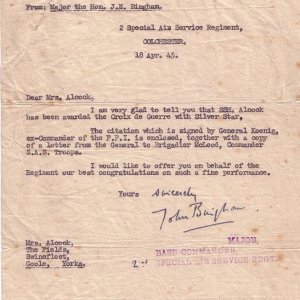 From: Major the Hon. J.E. Bingham.
2 Special Air Service Regiment,
COLCHESTER,
18 Apr. 45.
Dear Mrs. Alcock,
I am very glad to tell you that SSM. Alcock
has been awarded the Croix de Guerre with Silver Star,
The citation which is signed by General Koenig,
ex-Commander of the F.F.I. is enclosed, together with a copy
of a letter from the General to Brigadier McLeod, Commander
S.A.S. Troops.
I would like to offer you on behalf of the
Regiment our best congratulations on such a fine performance.
Yours sincerely
John Bingham.
MAJOR,
BASE COMMANDER,
SPECIAL AIR SERVICE REGT.
Mrs. Alcock,
The Fields,
Swinefleet,
Goole, Yorks.